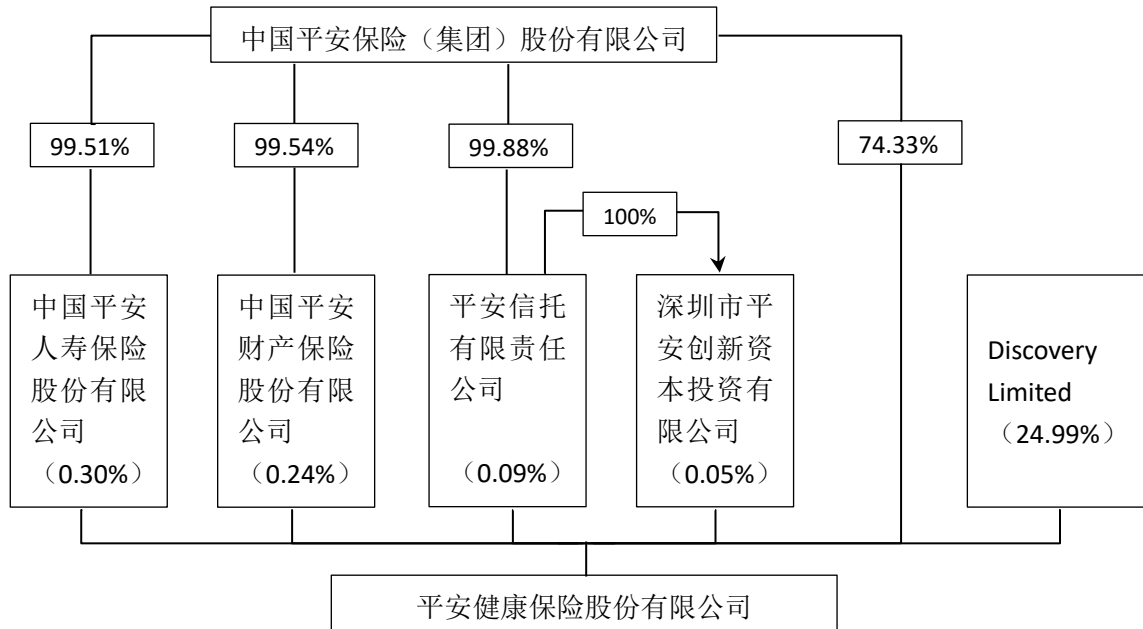 中国平安保险（集团）股份有限公司
99.51%
99.54%
99.88%
74.33%
100%
中国平安
人寿保险
股份有限
公司
（0.30%）
中国平安
财产保险
股份有限
公司
（0.24%）
平安信托
有限责任
公司
（0.09%）
深圳市平
安创新资
本投资有
限公司
（0.05%）
Discovery
Limited
（24.99%）
平安健康保险股份有限公司